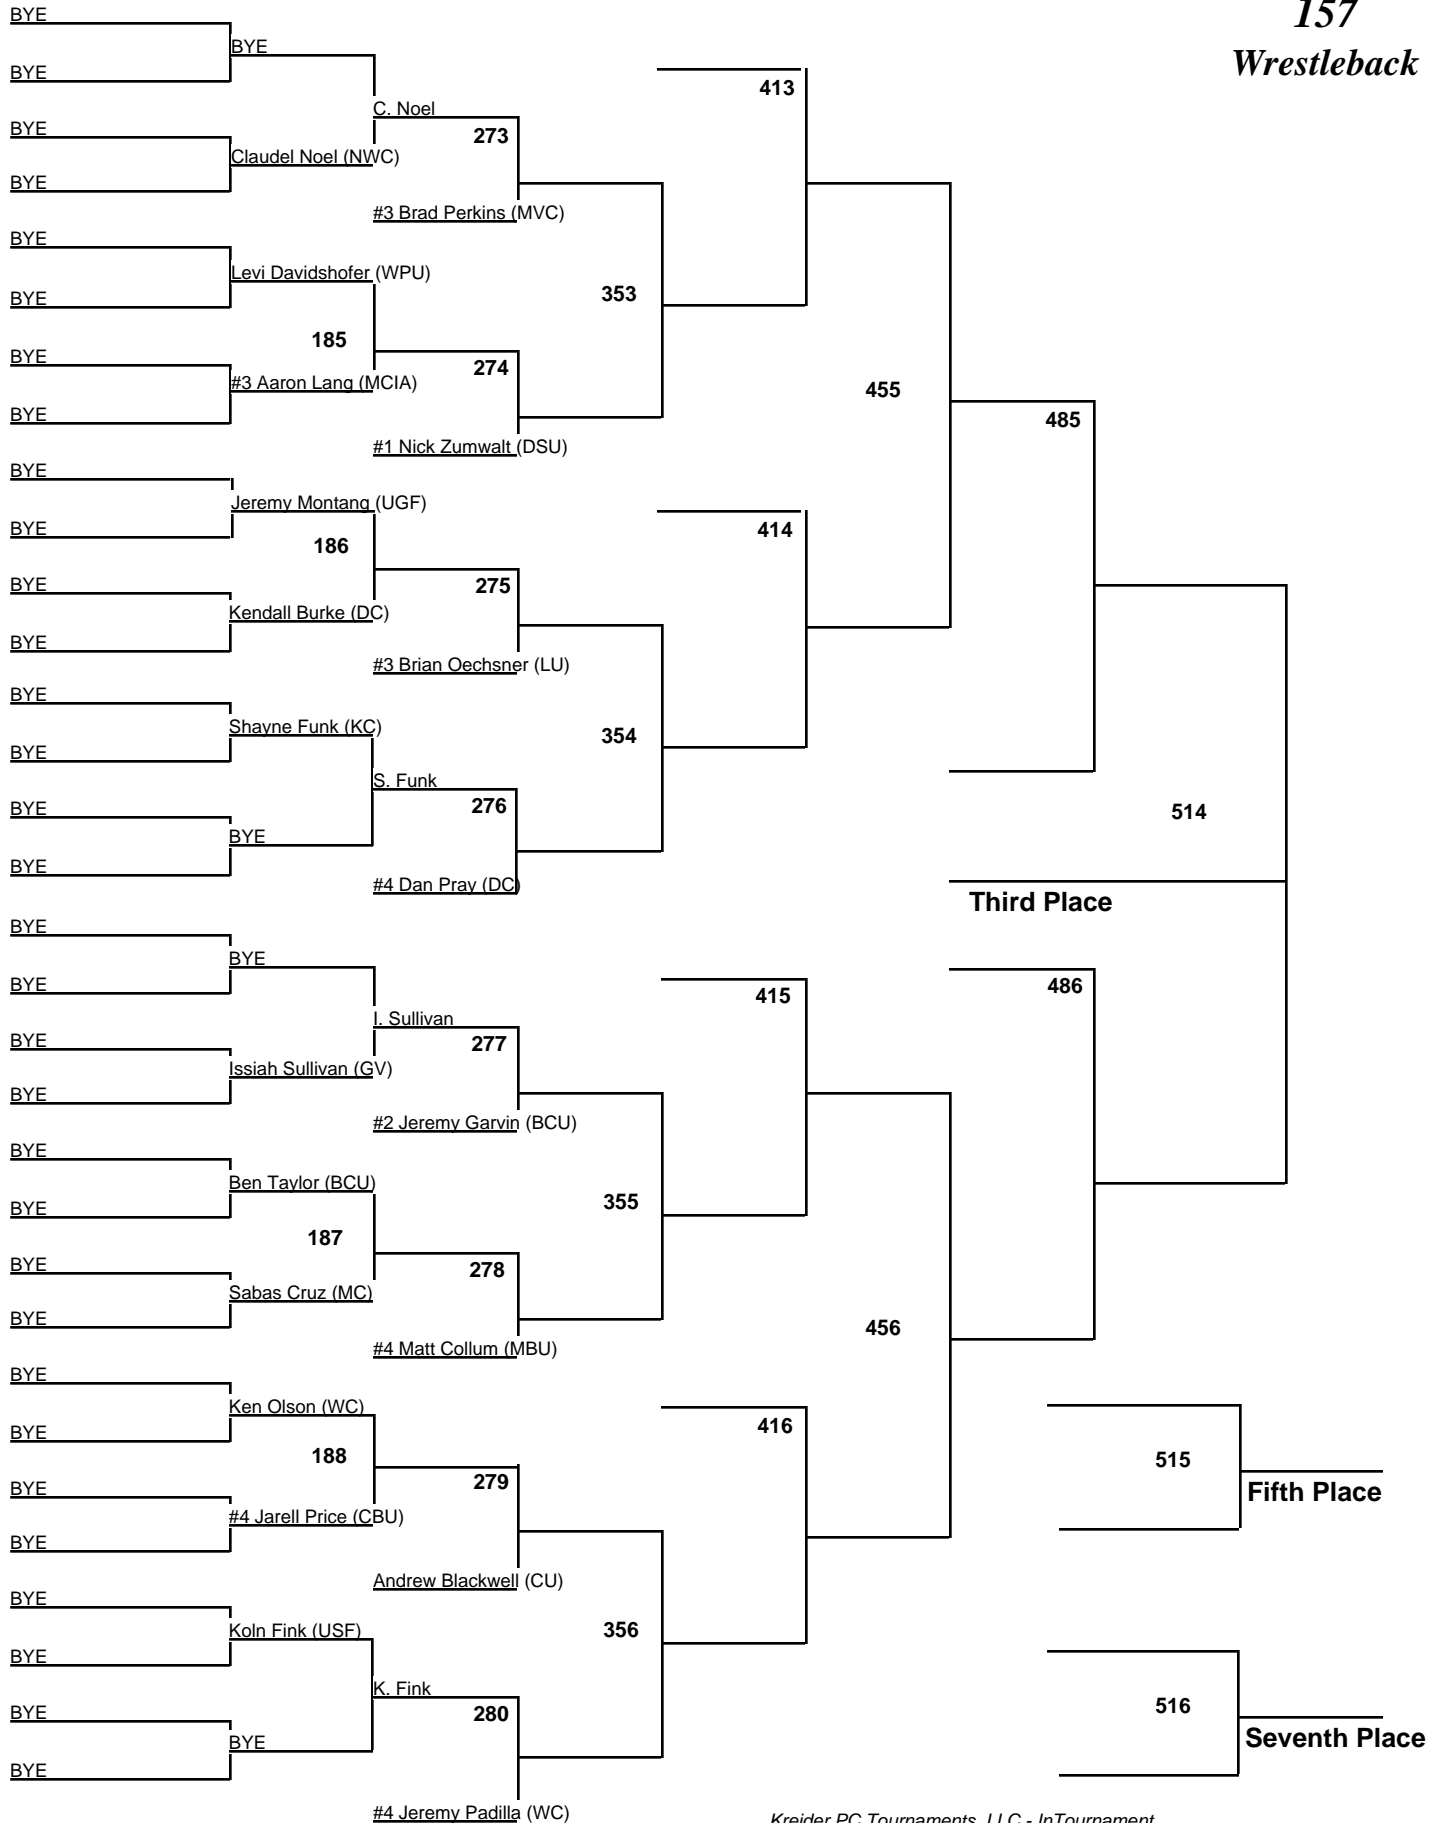 BYE
157
BYE
Wrestleback
BYE
413
C. Noel
BYE
273
Claudel Noel (NWC)
BYE
#3 Brad Perkins (MVC)
BYE
Levi Davidshofer (WPU)
353
BYE
185
BYE
274
#3 Aaron Lang (MCIA)
455
BYE
485
#1 Nick Zumwalt (DSU)
BYE
Jeremy Montang (UGF)
BYE
414
186
BYE
275
Kendall Burke (DC)
BYE
#3 Brian Oechsner (LU)
BYE
Shayne Funk (KC)
354
BYE
S. Funk
BYE
276
514
BYE
BYE
#4 Dan Pray (DC)
Third Place
BYE
BYE
BYE
486
415
I. Sullivan
BYE
277
Issiah Sullivan (GV)
BYE
#2 Jeremy Garvin (BCU)
BYE
Ben Taylor (BCU)
355
BYE
187
BYE
278
Sabas Cruz (MC)
BYE
456
#4 Matt Collum (MBU)
BYE
Ken Olson (WC)
416
BYE
188
515
279
BYE
Fifth Place
#4 Jarell Price (CBU)
BYE
Andrew Blackwell (CU)
BYE
Koln Fink (USF)
356
BYE
K. Fink
516
BYE
280
BYE
Seventh Place
BYE
#4 Jeremy Padilla (WC)
Kreider PC Tournaments, LLC - InTournament